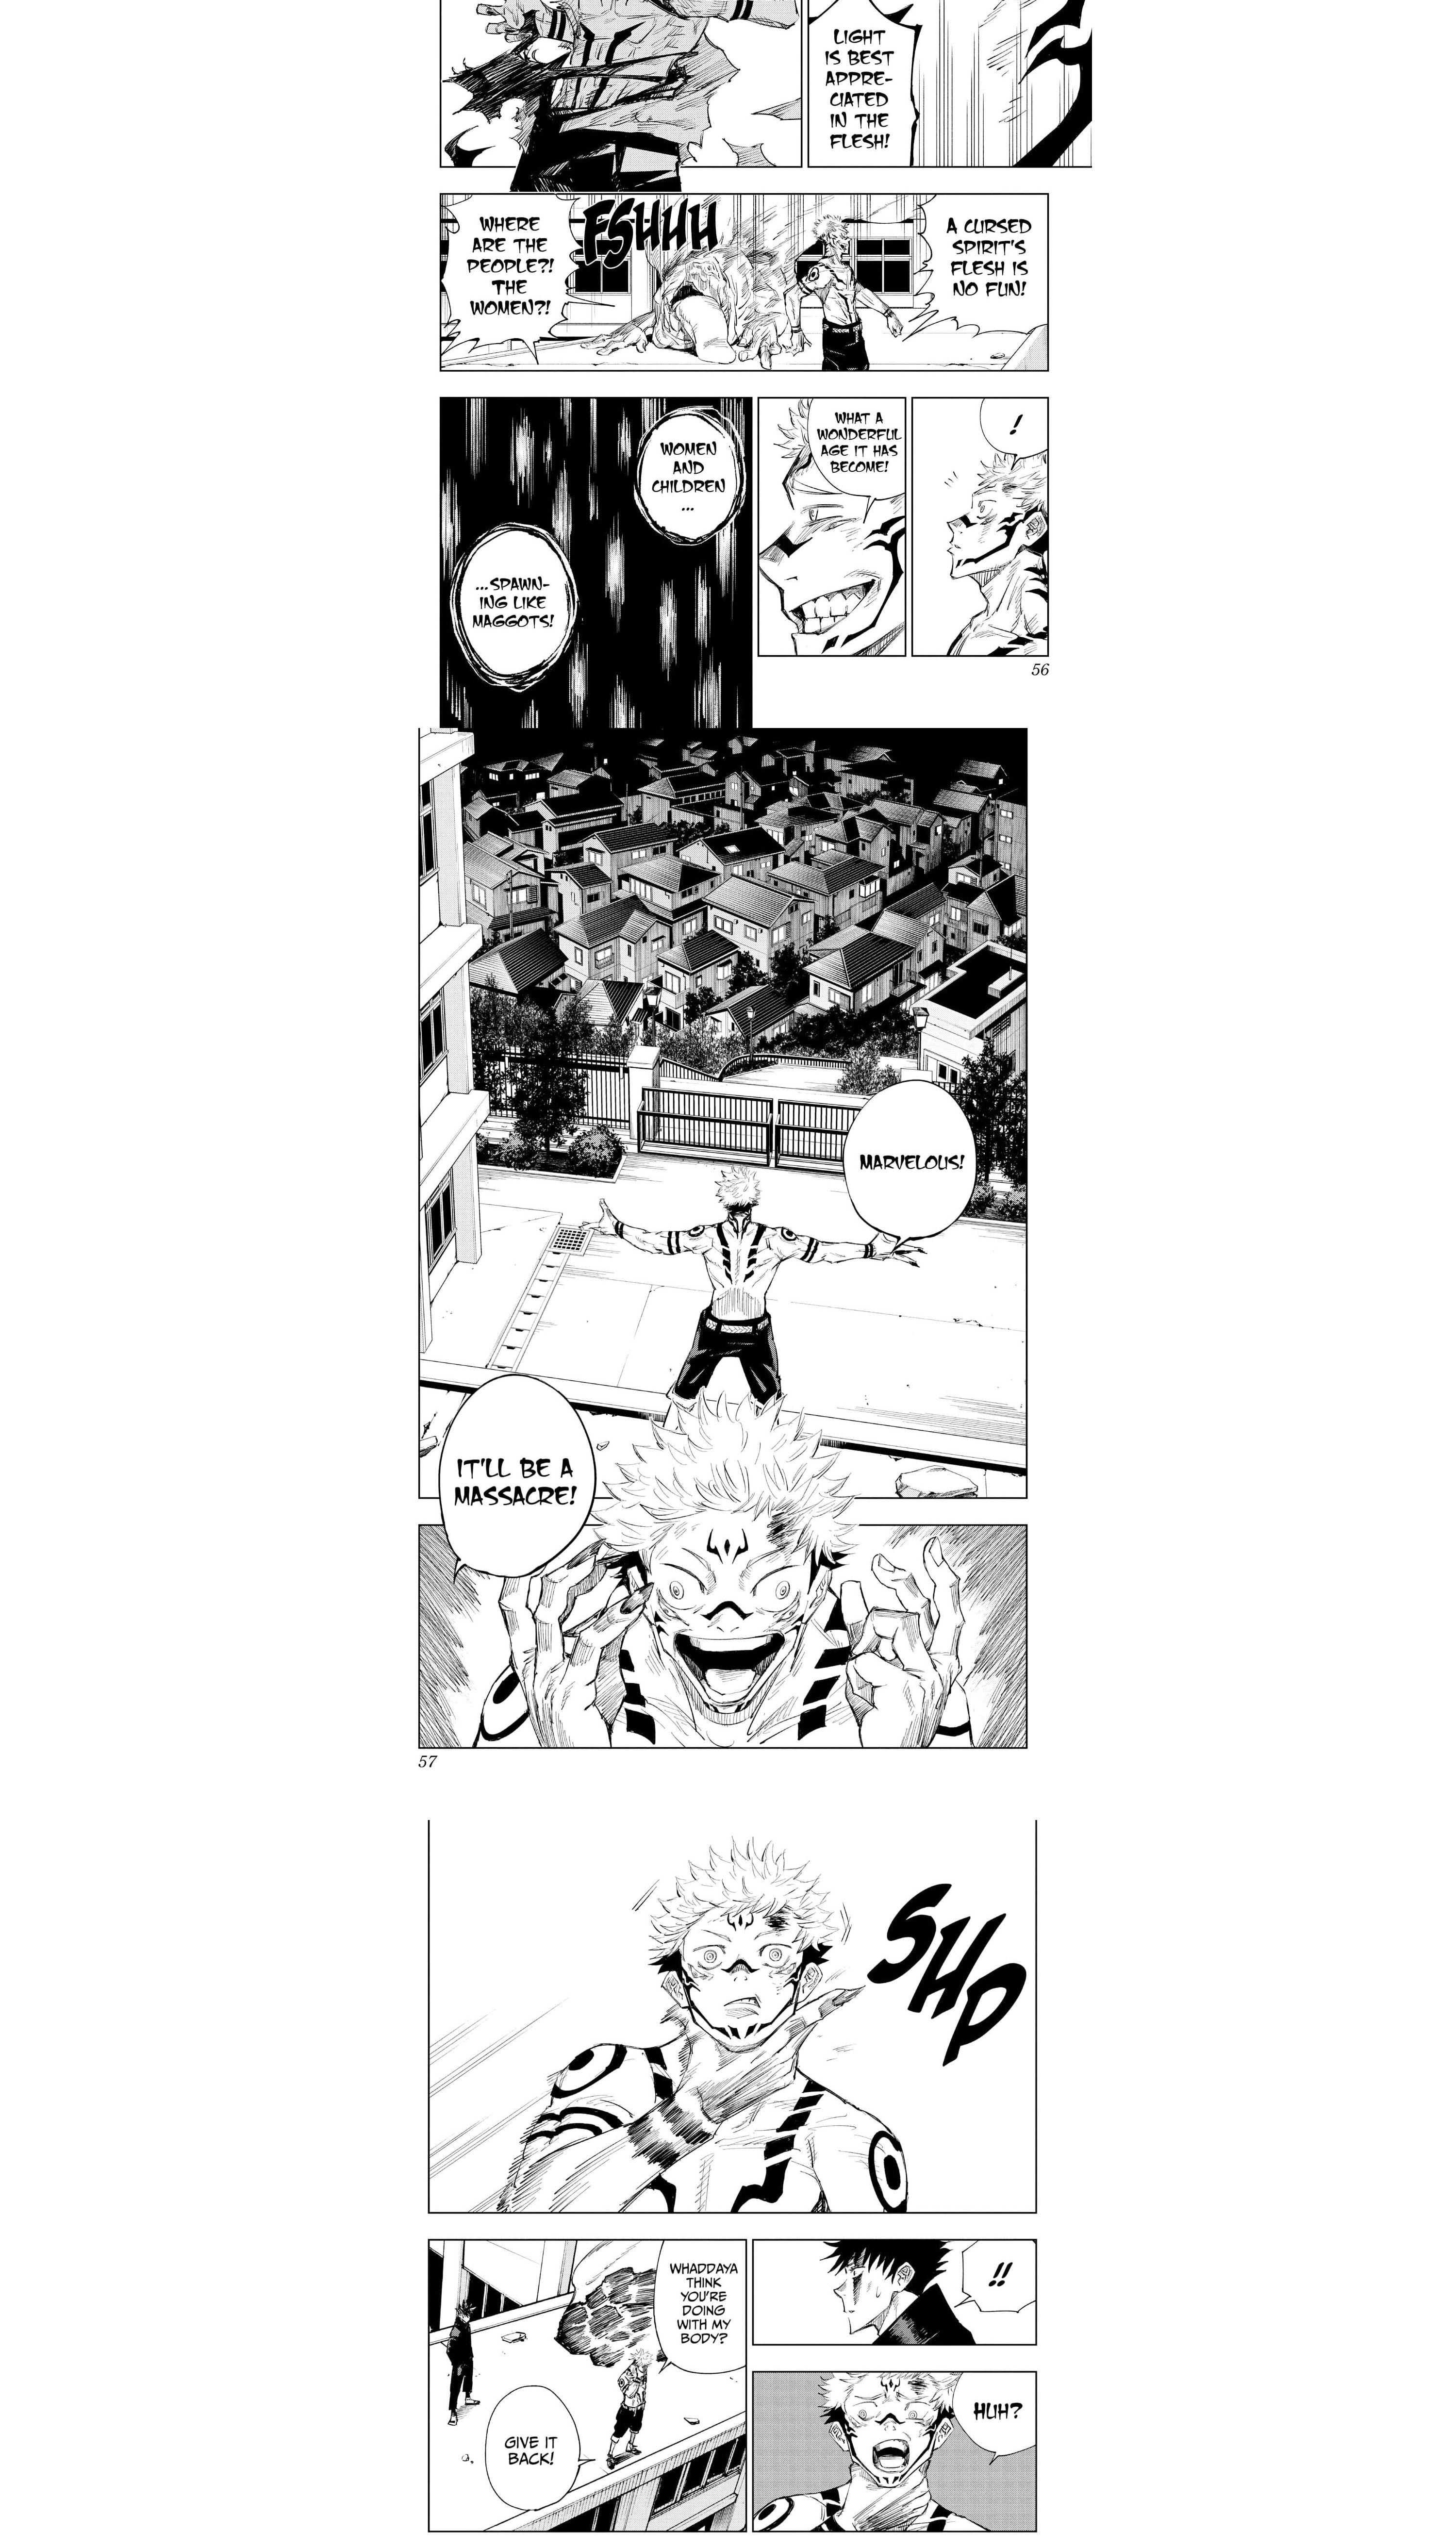 LIGHT
IS BEST
APPRE-
CIATED
IN THE
FLESH!
A CURSED
SPIRIT'S
FLESH IS
NO FUN!
FSHHH
WHERE
ARE THE
PEOPLE?!
THE
WOMEN?!
!
WHAT A
WONDERFUL
AGE IT HAS
BECOME!
WOMEN
AND
CHILDREN
...
...SPAWN-
ING LIKE
MAGGOTS!
56
MARVELOUS!
IT'LL BE A
MASSACRE!
57
SHP
!!
HUH?
WHADDAYA
THINK
YOU'RE
DOING
WITH MY
BODY?
GIVE IT
BACK!